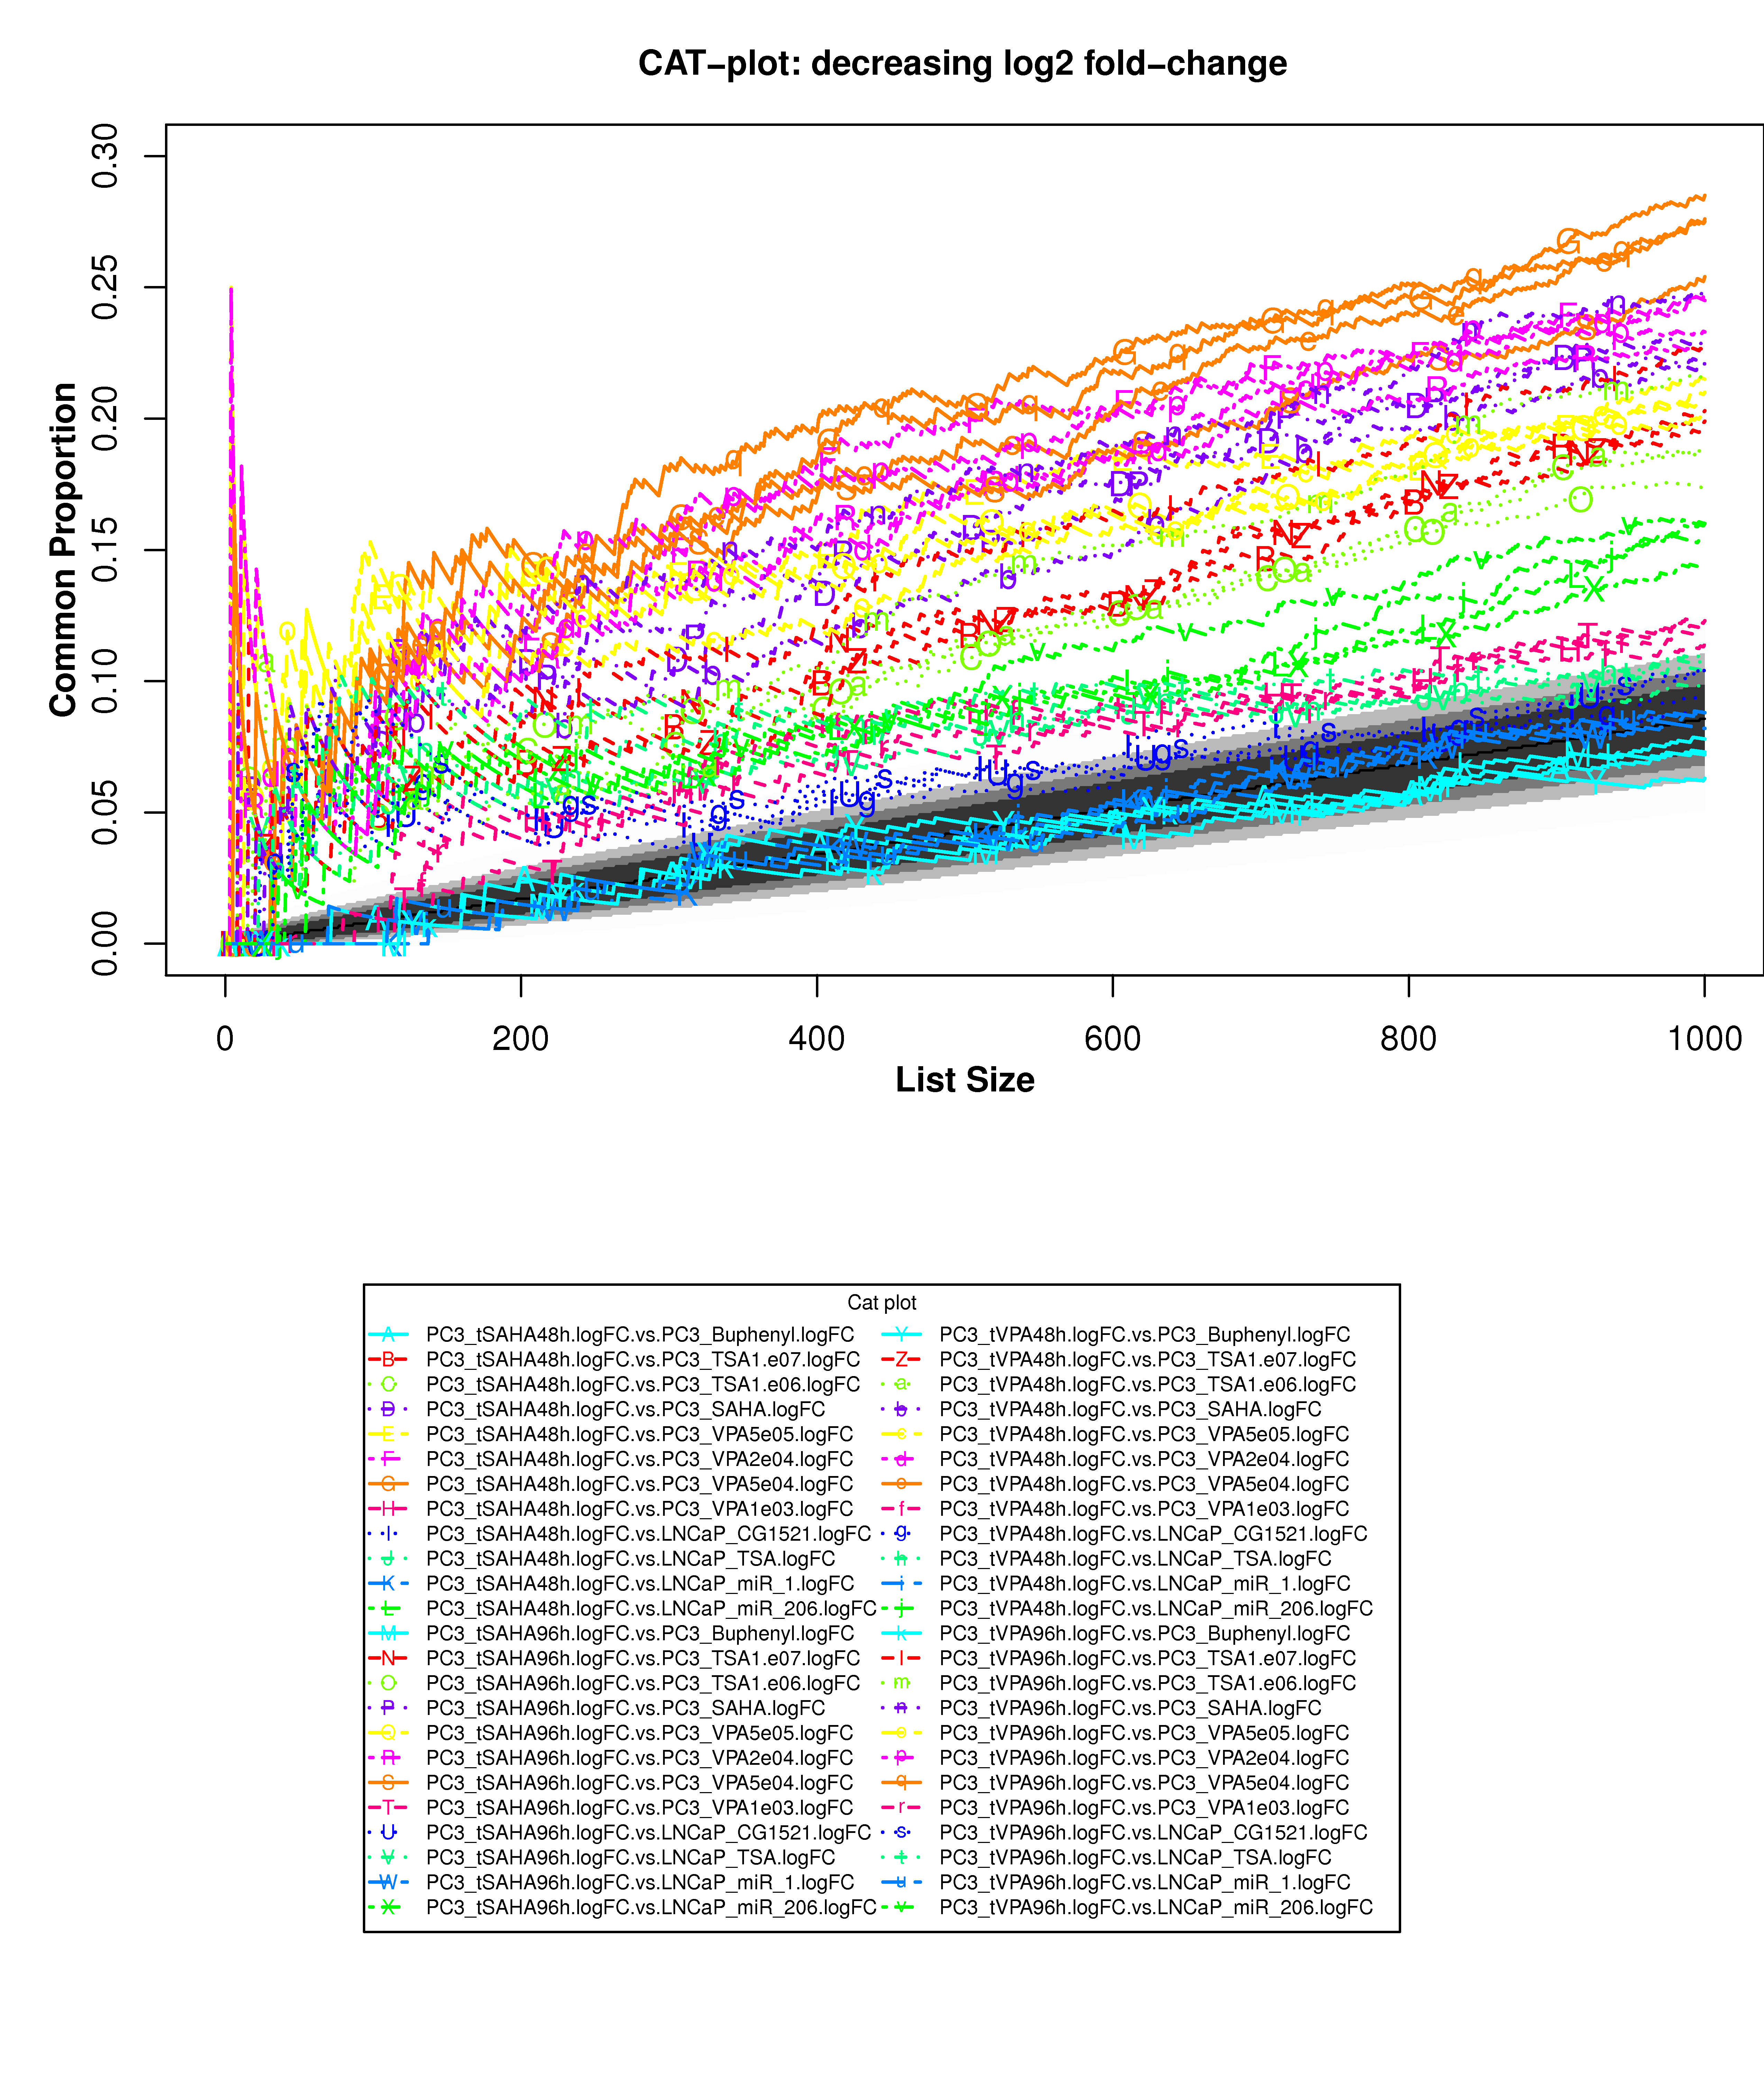 CAT−plot: decreasing log2 fold−change
0.30
0.25
0.20
0.15
0.10
0.05
0.00
Common Proportion
0 200 400 600 800 1000
List Size
Cat plot
A PC3_tSAHA48h.logFC.vs.PC3_Buphenyl.logFC Y PC3_tVPA48h.logFC.vs.PC3_Buphenyl.logFC
B PC3_tSAHA48h.logFC.vs.PC3_TSA1.e07.logFC Z PC3_tVPA48h.logFC.vs.PC3_TSA1.e07.logFC
C PC3_tSAHA48h.logFC.vs.PC3_TSA1.e06.logFC a PC3_tVPA48h.logFC.vs.PC3_TSA1.e06.logFC
D PC3_tSAHA48h.logFC.vs.PC3_SAHA.logFC b PC3_tVPA48h.logFC.vs.PC3_SAHA.logFC
E PC3_tSAHA48h.logFC.vs.PC3_VPA5e05.logFC c PC3_tVPA48h.logFC.vs.PC3_VPA5e05.logFC
F PC3_tSAHA48h.logFC.vs.PC3_VPA2e04.logFC d PC3_tVPA48h.logFC.vs.PC3_VPA2e04.logFC
G PC3_tSAHA48h.logFC.vs.PC3_VPA5e04.logFC e PC3_tVPA48h.logFC.vs.PC3_VPA5e04.logFC
H PC3_tSAHA48h.logFC.vs.PC3_VPA1e03.logFC f PC3_tVPA48h.logFC.vs.PC3_VPA1e03.logFC
I PC3_tSAHA48h.logFC.vs.LNCaP_CG1521.logFC g PC3_tVPA48h.logFC.vs.LNCaP_CG1521.logFC
J PC3_tSAHA48h.logFC.vs.LNCaP_TSA.logFC h PC3_tVPA48h.logFC.vs.LNCaP_TSA.logFC
K PC3_tSAHA48h.logFC.vs.LNCaP_miR_1.logFC i PC3_tVPA48h.logFC.vs.LNCaP_miR_1.logFC
L PC3_tSAHA48h.logFC.vs.LNCaP_miR_206.logFC j PC3_tVPA48h.logFC.vs.LNCaP_miR_206.logFC
M PC3_tSAHA96h.logFC.vs.PC3_Buphenyl.logFC k PC3_tVPA96h.logFC.vs.PC3_Buphenyl.logFC
N PC3_tSAHA96h.logFC.vs.PC3_TSA1.e07.logFC l PC3_tVPA96h.logFC.vs.PC3_TSA1.e07.logFC
O PC3_tSAHA96h.logFC.vs.PC3_TSA1.e06.logFC m PC3_tVPA96h.logFC.vs.PC3_TSA1.e06.logFC
P PC3_tSAHA96h.logFC.vs.PC3_SAHA.logFC n PC3_tVPA96h.logFC.vs.PC3_SAHA.logFC
Q PC3_tSAHA96h.logFC.vs.PC3_VPA5e05.logFC o PC3_tVPA96h.logFC.vs.PC3_VPA5e05.logFC
R PC3_tSAHA96h.logFC.vs.PC3_VPA2e04.logFC p PC3_tVPA96h.logFC.vs.PC3_VPA2e04.logFC
S PC3_tSAHA96h.logFC.vs.PC3_VPA5e04.logFC q PC3_tVPA96h.logFC.vs.PC3_VPA5e04.logFC
T PC3_tSAHA96h.logFC.vs.PC3_VPA1e03.logFC r PC3_tVPA96h.logFC.vs.PC3_VPA1e03.logFC
U PC3_tSAHA96h.logFC.vs.LNCaP_CG1521.logFC s PC3_tVPA96h.logFC.vs.LNCaP_CG1521.logFC
V PC3_tSAHA96h.logFC.vs.LNCaP_TSA.logFC t PC3_tVPA96h.logFC.vs.LNCaP_TSA.logFC
W PC3_tSAHA96h.logFC.vs.LNCaP_miR_1.logFC u PC3_tVPA96h.logFC.vs.LNCaP_miR_1.logFC
X PC3_tSAHA96h.logFC.vs.LNCaP_miR_206.logFC v PC3_tVPA96h.logFC.vs.LNCaP_miR_206.logFC